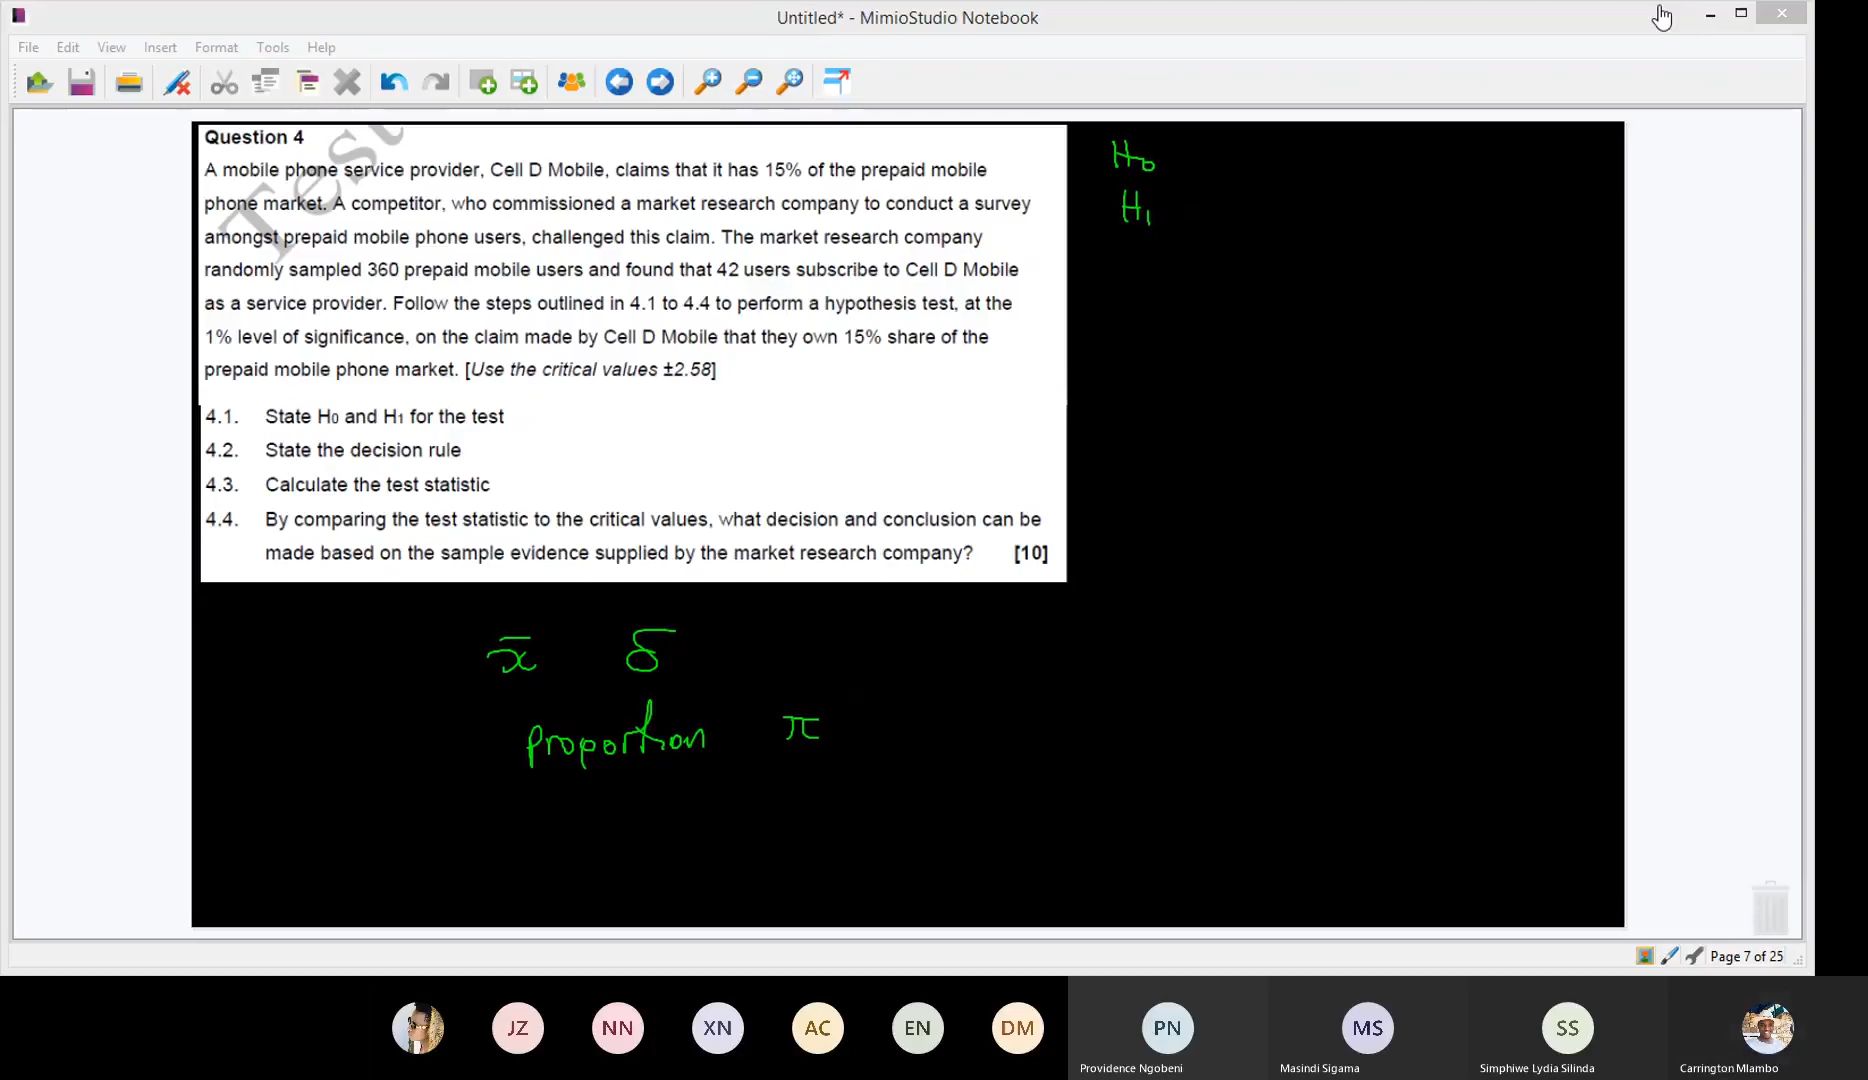 Untitled* - MimioStudio Notebook
File Edit View Insert Format Tools Help
Test
Question 4
A mobile phone service provider, Cell D Mobile, claims that it has 15% of the prepaid mobile
phone market. A competitor, who commissioned a market research company to conduct a survey
amongst prepaid mobile phone users, challenged this claim. The market research company
randomly sampled 360 prepaid mobile users and found that 42 users subscribe to Cell D Mobile
as a service provider. Follow the steps outlined in 4.1 to 4.4 to perform a hypothesis test, at the
1% level of significance, on the claim made by Cell D Mobile that they own 15% share of the
prepaid mobile phone market. [Use the critical values ±2.58]
4.1. State H0 and H1 for the test
4.2. State the decision rule
4.3. Calculate the test statistic
4.4. By comparing the test statistic to the critical values, what decision and conclusion can be
made based on the sample evidence supplied by the market research company? [10]
H0
H1
x̄ σ
proportion π
Page 7 of 25
JZ NN XN AC EN DM PN MS SS
Providence Ngobeni Masindi Sigama Simphiwe Lydia Silinda Carrington Mlambo